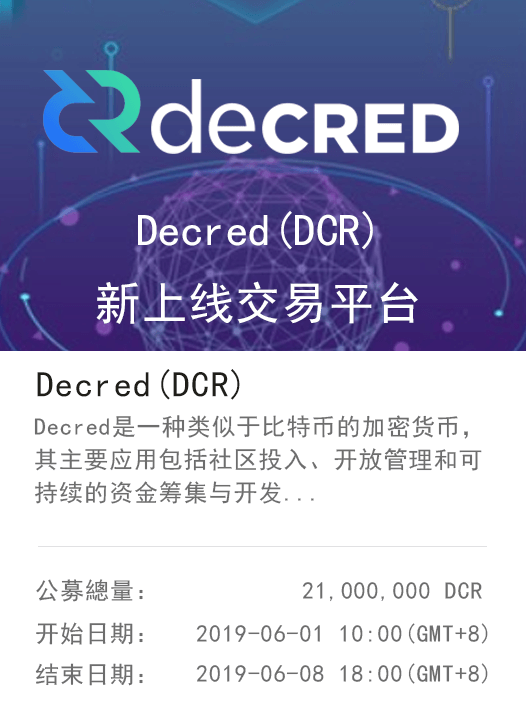 decred
Decred(DCR)
新上线交易平台
Decred(DCR)
Decred是一种类似于比特币的加密货币，
其主要应用包括社区投入、开放管理和可
持续的资金筹集与开发...
公募總量： 21,000,000 DCR
开始日期： 2019-06-01 10:00(GMT+8)
结束日期： 2019-06-08 18:00(GMT+8)